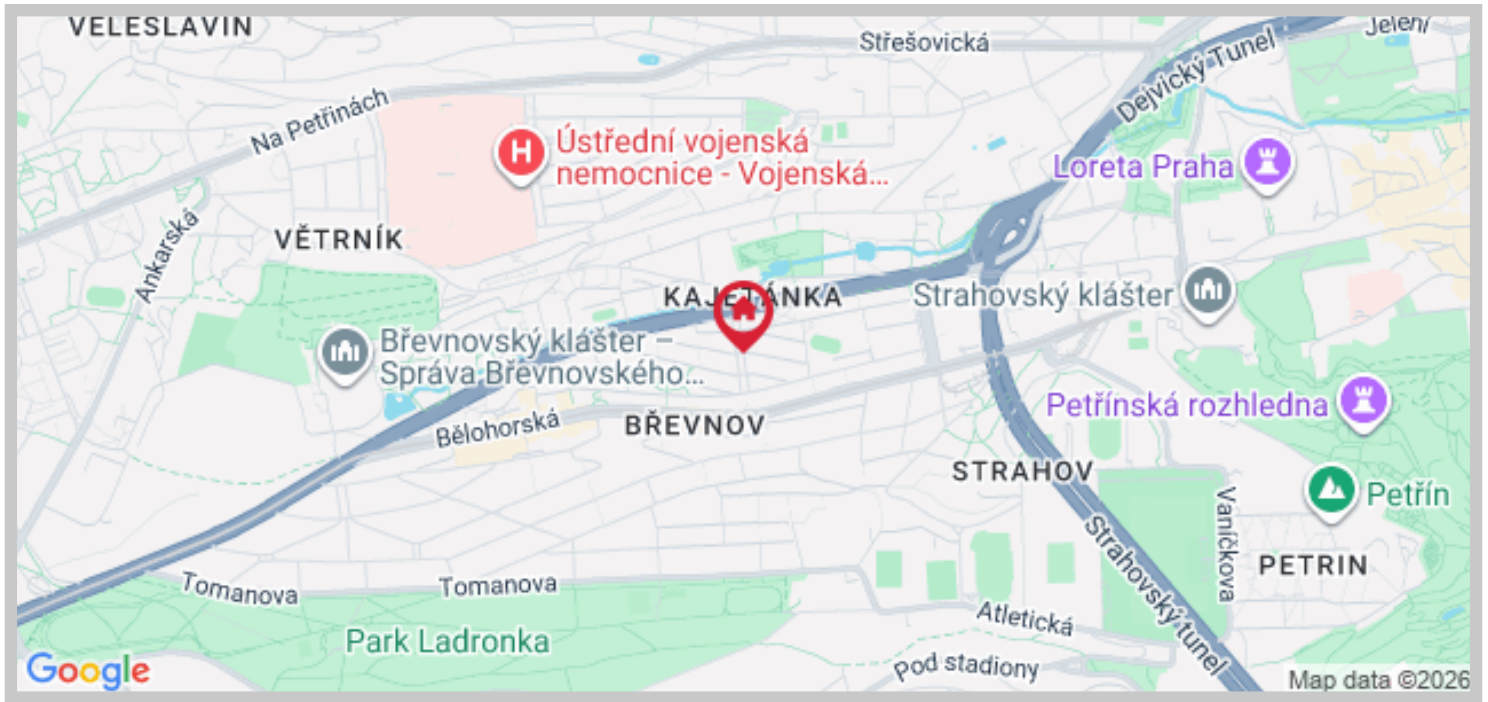 VELESLAVÍN
Střešovická
Jelení
Dejvický Tunel
Na Petřinách
Ústřední vojenská
nemocnice - Vojenská...
Loreta Praha
Ankarská
VĚTRNÍK
KAJETÁNKA
Strahovský klášter
Břevnovský klášter –
Správa Břevnovského...
Petřínská rozhledna
Bělohorská
BŘEVNOV
STRAHOV
Petřín
Vaníčkova
Strahovský tunel
PETRIN
Tomanova
Tomanova
Atletická
Park Ladronka
Pod stadiony
Google
Map data ©2026